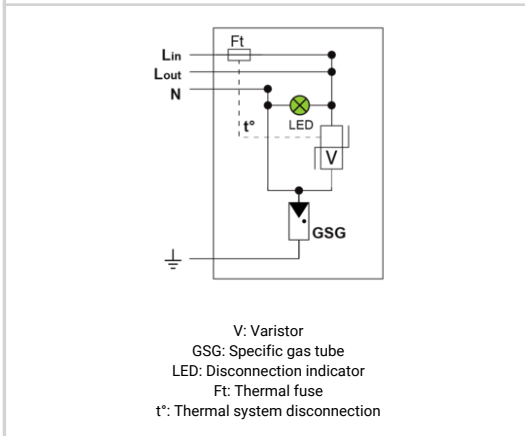 Ft
Lin
Lout
N
t°
LED
V
GSG
V: Varistor
GSG: Specific gas tube
LED: Disconnection indicator
Ft: Thermal fuse
t°: Thermal system disconnection